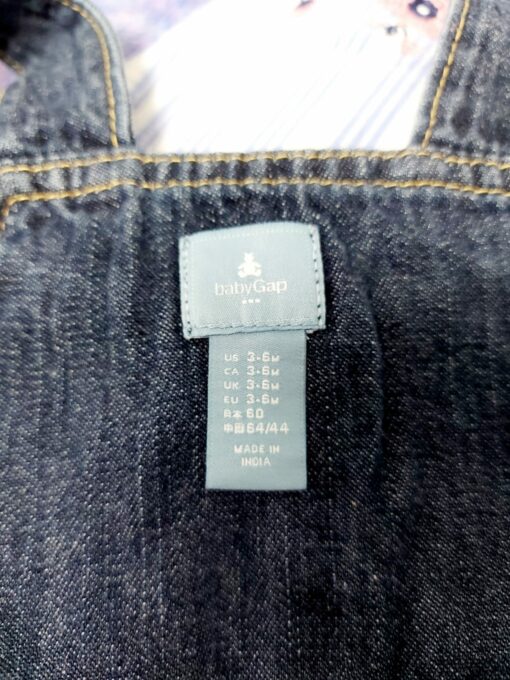 babyGap
US 3-6M
CA 3-6M
UK 3-6M
EU 3-6M
日本 60
中国 64/44
MADE IN
INDIA